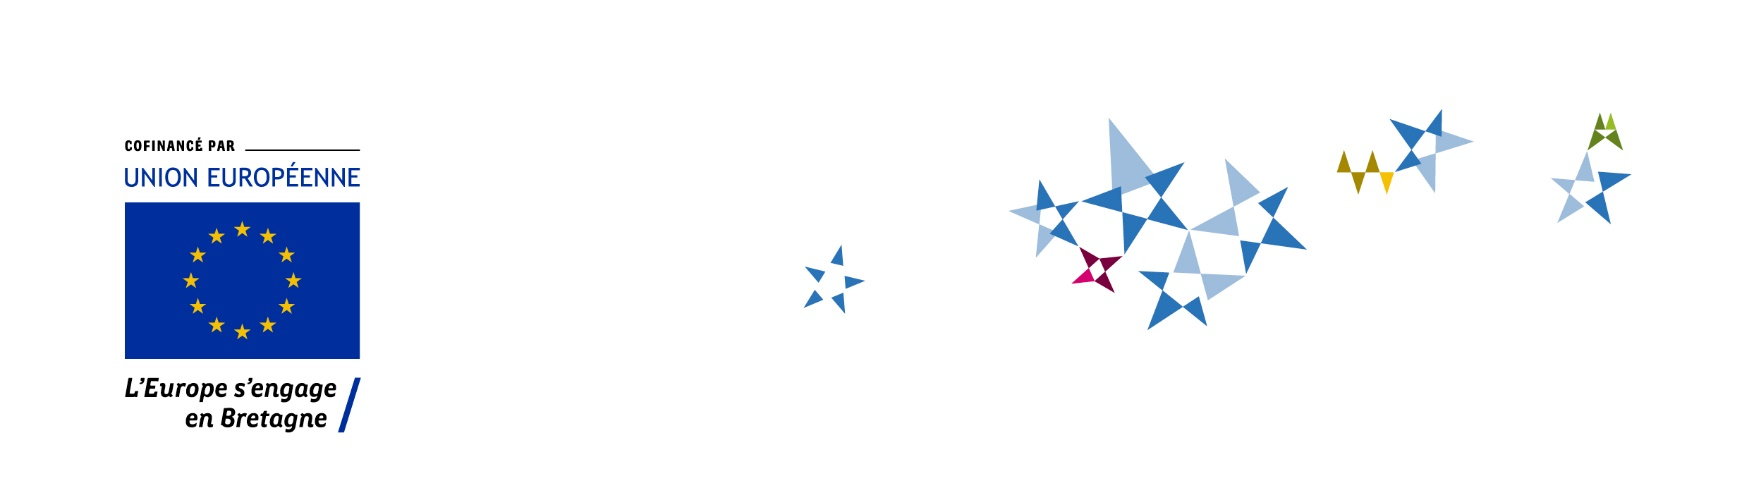 COFINANCÉ PAR
UNION EUROPÉENNE
L’Europe s’engage
en Bretagne